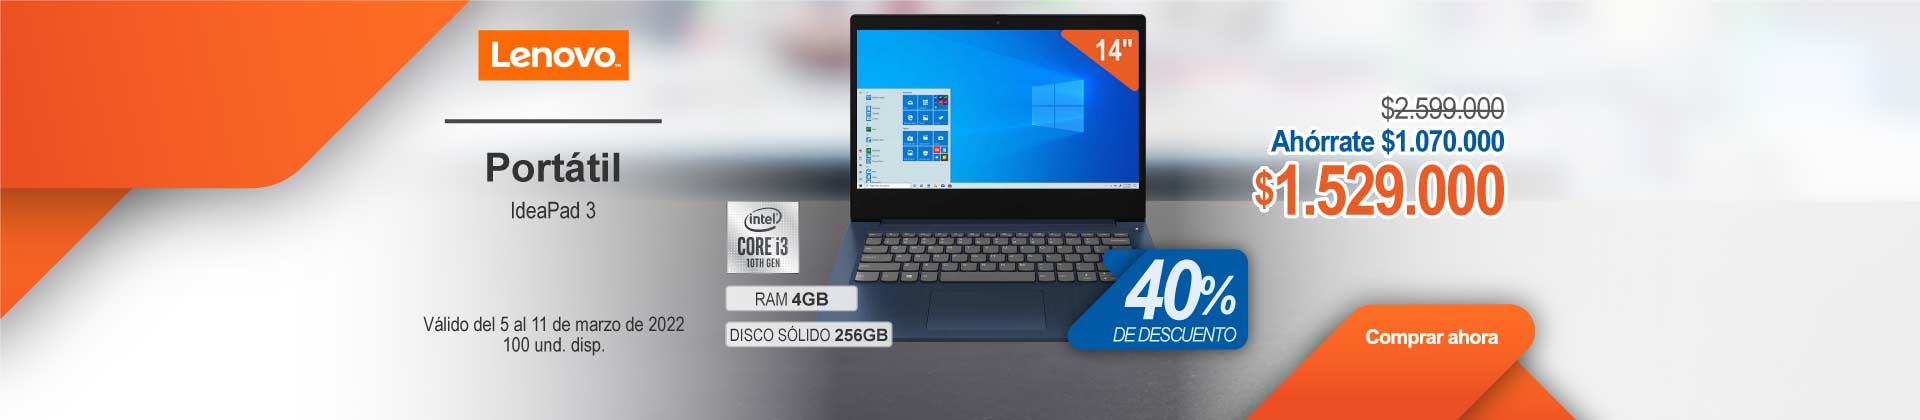 Lenovo™
Portátil
IdeaPad 3
Válido del 5 al 11 de marzo de 2022
100 und. disp.
14"
intel
CORE i3
10TH GEN
RAM 4GB
DISCO SÓLIDO 256GB
40%
DE DESCUENTO
$2.599.000
Ahórrate $1.070.000
$1.529.000
Comprar ahora